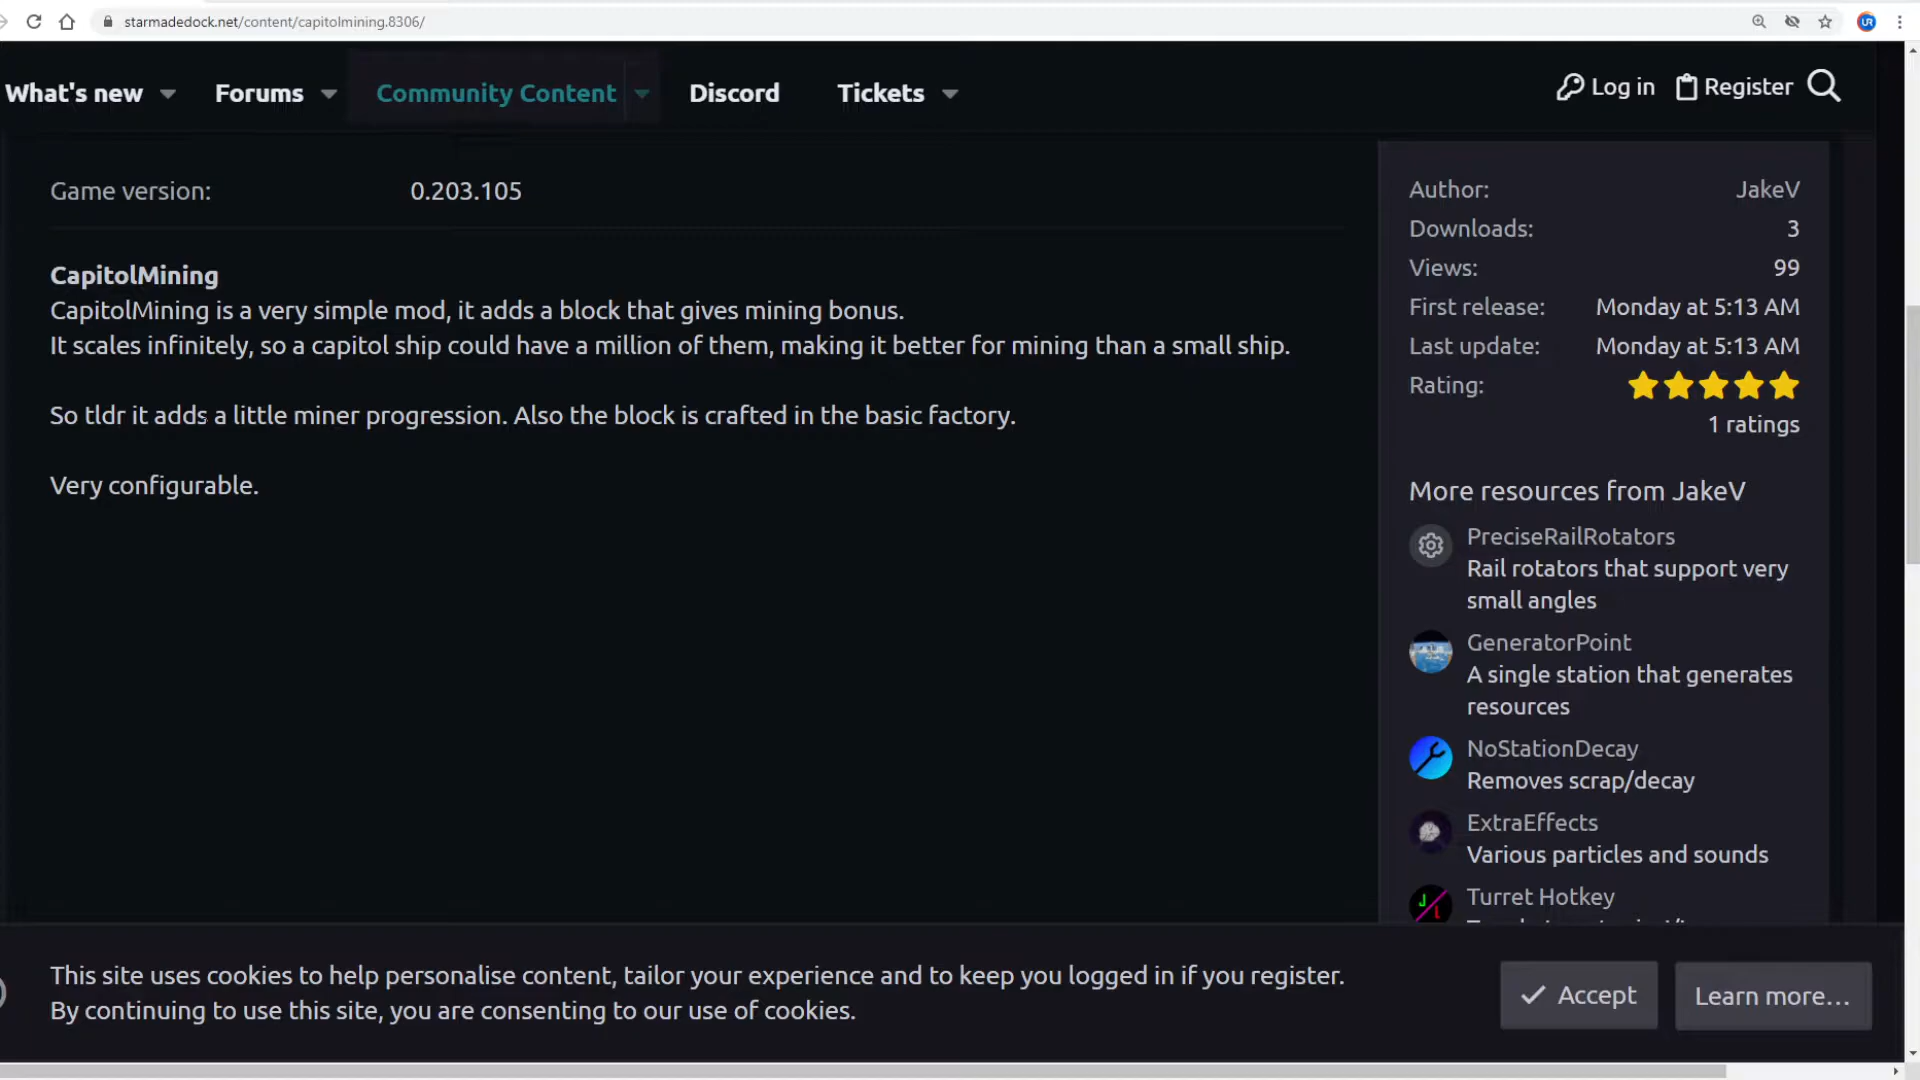 starmadedock.net/content/capitolmining.8306/
What's new
Forums
Community Content
Discord
Tickets
Log in
Register
Game version: 0.203.105
CapitolMining
CapitolMining is a very simple mod, it adds a block that gives mining bonus.
It scales infinitely, so a capitol ship could have a million of them, making it better for mining than a small ship.
So tldr it adds a little miner progression. Also the block is crafted in the basic factory.
Very configurable.
Author: JakeV
Downloads: 3
Views: 99
First release: Monday at 5:13 AM
Last update: Monday at 5:13 AM
Rating:
1 ratings
More resources from JakeV
PreciseRailRotators
Rail rotators that support very
small angles
GeneratorPoint
A single station that generates
resources
NoStationDecay
Removes scrap/decay
ExtraEffects
Various particles and sounds
Turret Hotkey
This site uses cookies to help personalise content, tailor your experience and to keep you logged in if you register.
By continuing to use this site, you are consenting to our use of cookies.
Accept
Learn more…